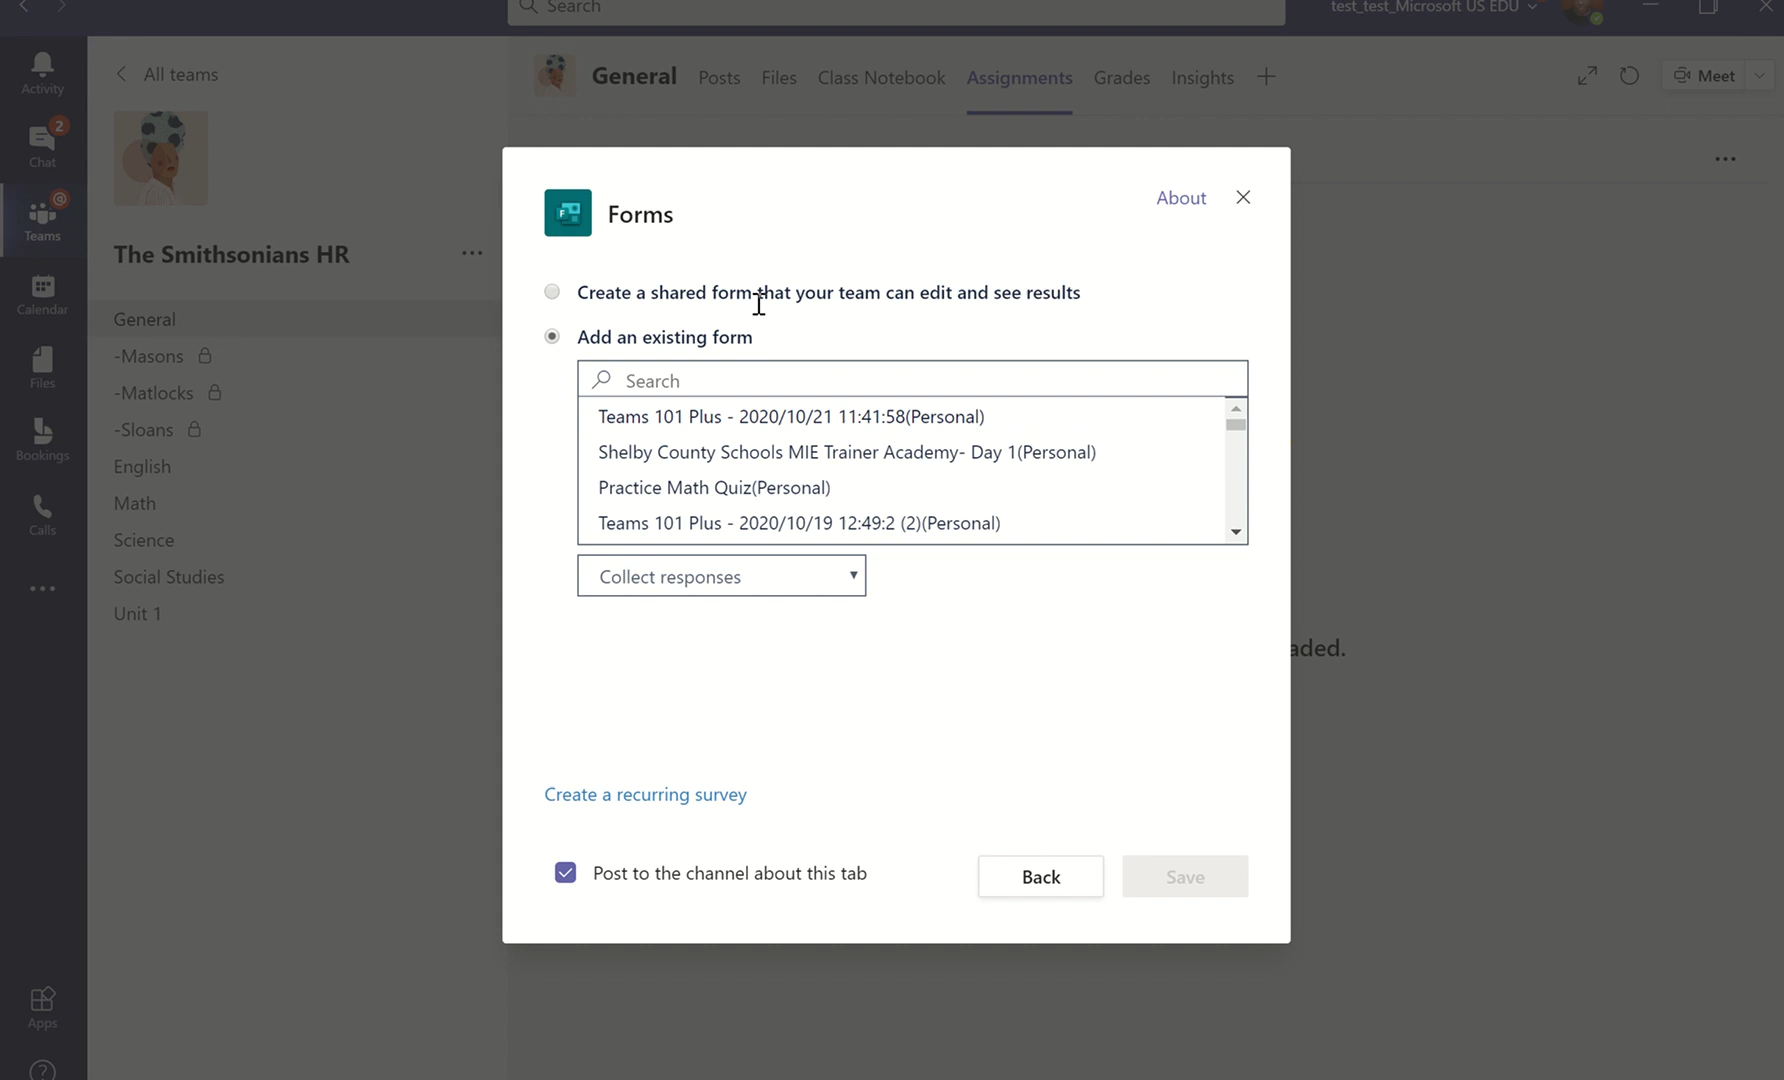 Search
test_test_Microsoft US EDU
Activity
2
Chat
@
Teams
Calendar
Files
Bookings
Calls
Apps
All teams
The Smithsonians HR
General
-Masons
-Matlocks
-Sloans
English
Math
Science
Social Studies
Unit 1
General
Posts
Files
Class Notebook
Assignments
Grades
Insights
Meet
F
Forms
About
Create a shared form that your team can edit and see results
Add an existing form
Search
Teams 101 Plus - 2020/10/21 11:41:58(Personal)
Shelby County Schools MIE Trainer Academy- Day 1(Personal)
Practice Math Quiz(Personal)
Teams 101 Plus - 2020/10/19 12:49:2 (2)(Personal)
Collect responses
aded.
Create a recurring survey
Post to the channel about this tab
Back
Save